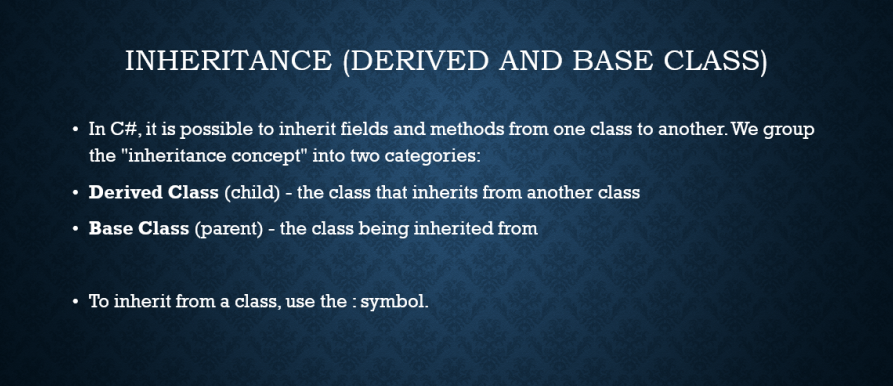 INHERITANCE (DERIVED AND BASE CLASS)
• In C#, it is possible to inherit fields and methods from one class to another. We group
the "inheritance concept" into two categories:
• Derived Class (child) - the class that inherits from another class
• Base Class (parent) - the class being inherited from
• To inherit from a class, use the : symbol.